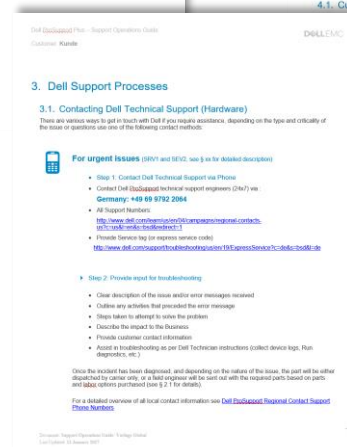 4.1. Cu
Dell ProSupport Plus - Support Operations Guide
DELLEMC
Customer: Kunde
3. Dell Support Processes
3.1. Contacting Dell Technical Support (Hardware)
There are various ways to get in touch with Dell if you require assistance, depending on the type and criticality of
the issue or questions use one of the following contact methods:
For urgent Issues (SRV1 and SEV2, see § xx for detailed description)
Step 1: Contact Dell Technical Support via Phone
Contact Dell ProSupport technical support engineers (24x7) via
Germany: +49 69 9792 2064
All Support Numbers:
http://www.dell.com/learn/us/en/04/campaigns/regional-contacts-
us?c=us&l=en&s=bsd&redirect=1
Provide Service tag (or express service code)
http://www.dell.com/support/troubleshooting/us/en/19/ExpressService?c=de&s=bsd&l=de
Step 2: Provide input for troubleshooting
Clear description of the issue and/or error messages received
Outline any activities that preceded the error message
Steps taken to attempt to solve the problem
Describe the impact to the Business
Provide customer contact information
Assist in troubleshooting as per Dell Technician instructions (collect device logs, Run
diagnostics, etc.)
Once the incident has been diagnosed, and depending on the nature of the issue, the part will be either
dispatched by carrier only, or a field engineer will be sent out with the required parts based on parts
and labor options purchased (see § 2.1 for details)
For a detailed overview of all local contact information see Dell ProSupport Regional Contact Support
Phone Numbers